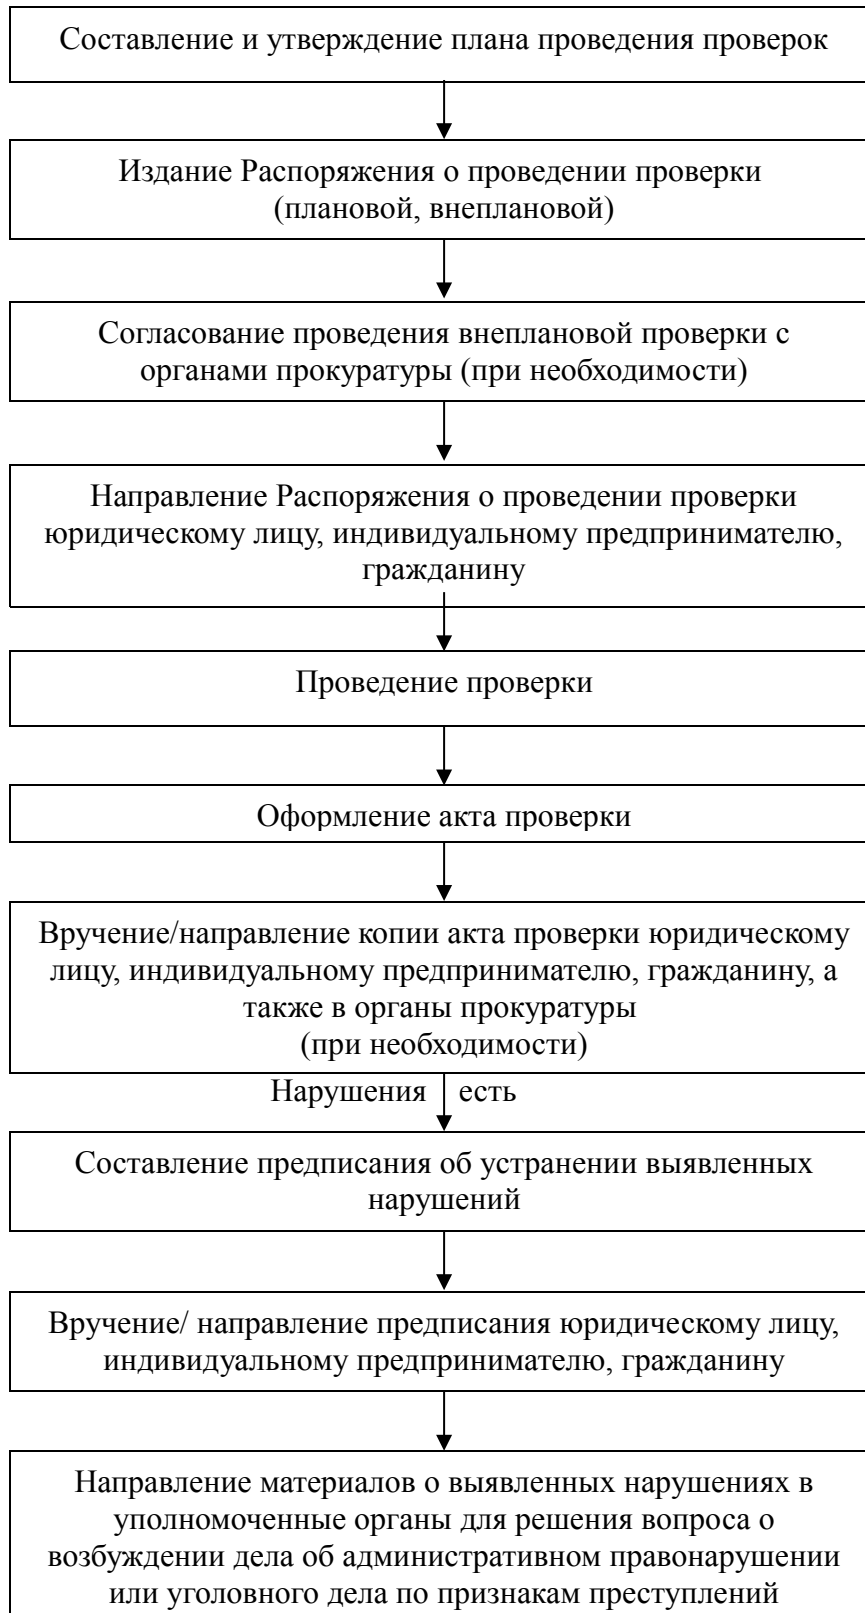 Составление и утверждение плана проведения проверок
Издание Распоряжения о проведении проверки
(плановой, внеплановой)
Согласование проведения внеплановой проверки с
органами прокуратуры (при необходимости)
Направление Распоряжения о проведении проверки
юридическому лицу, индивидуальному предпринимателю,
гражданину
Проведение проверки
Оформление акта проверки
Вручение/направление копии акта проверки юридическому
лицу, индивидуальному предпринимателю, гражданину, а
также в органы прокуратуры
(при необходимости)
Нарушения есть
Составление предписания об устранении выявленных
нарушений
Вручение/ направление предписания юридическому лицу,
индивидуальному предпринимателю, гражданину
Направление материалов о выявленных нарушениях в
уполномоченные органы для решения вопроса о
возбуждении дела об административном правонарушении
или уголовного дела по признакам преступлений